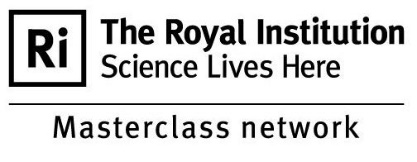 Ri
The Royal Institution
Science Lives Here
Masterclass network